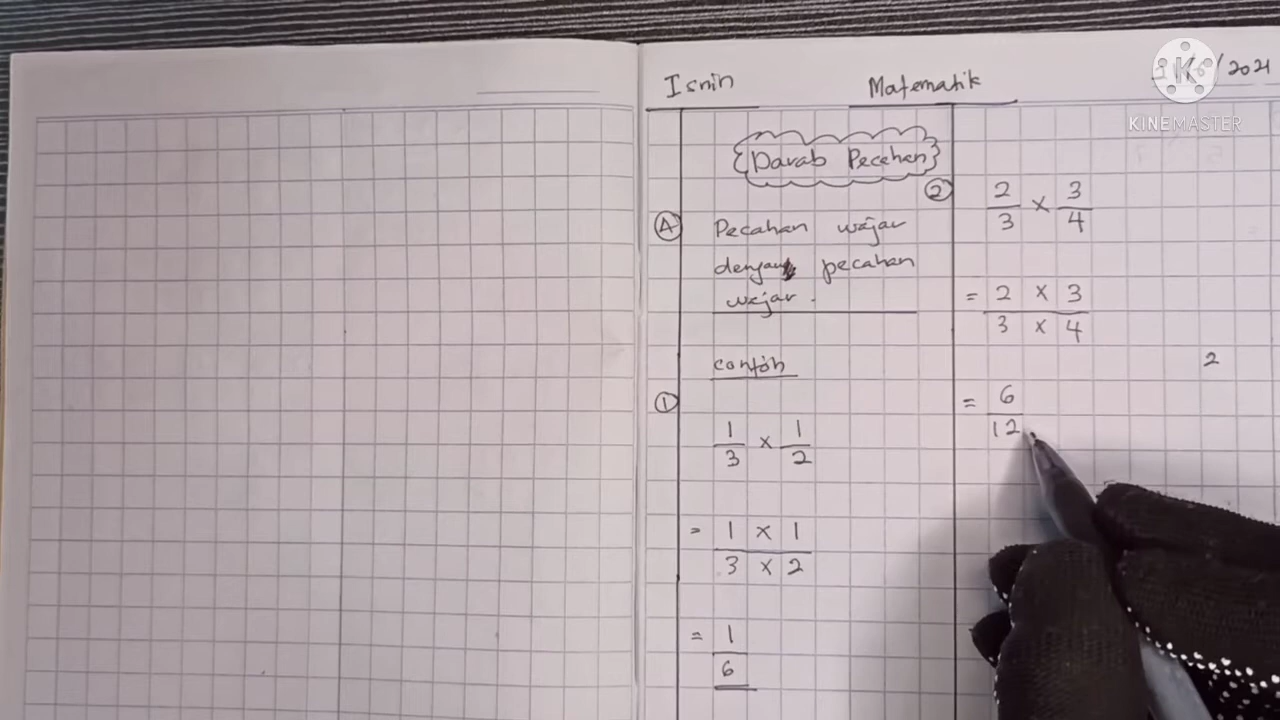 Isnin Matematik /2021
KINEMASTER
Darab Pecahan
A Pecahan wajar
dengan pecahan
wajar.
contoh
1
1/3 × 1/2
= 1 × 1 / 3 × 2
= 1/6
2
2/3 × 3/4
= 2 × 3 / 3 × 4
= 6/12
2